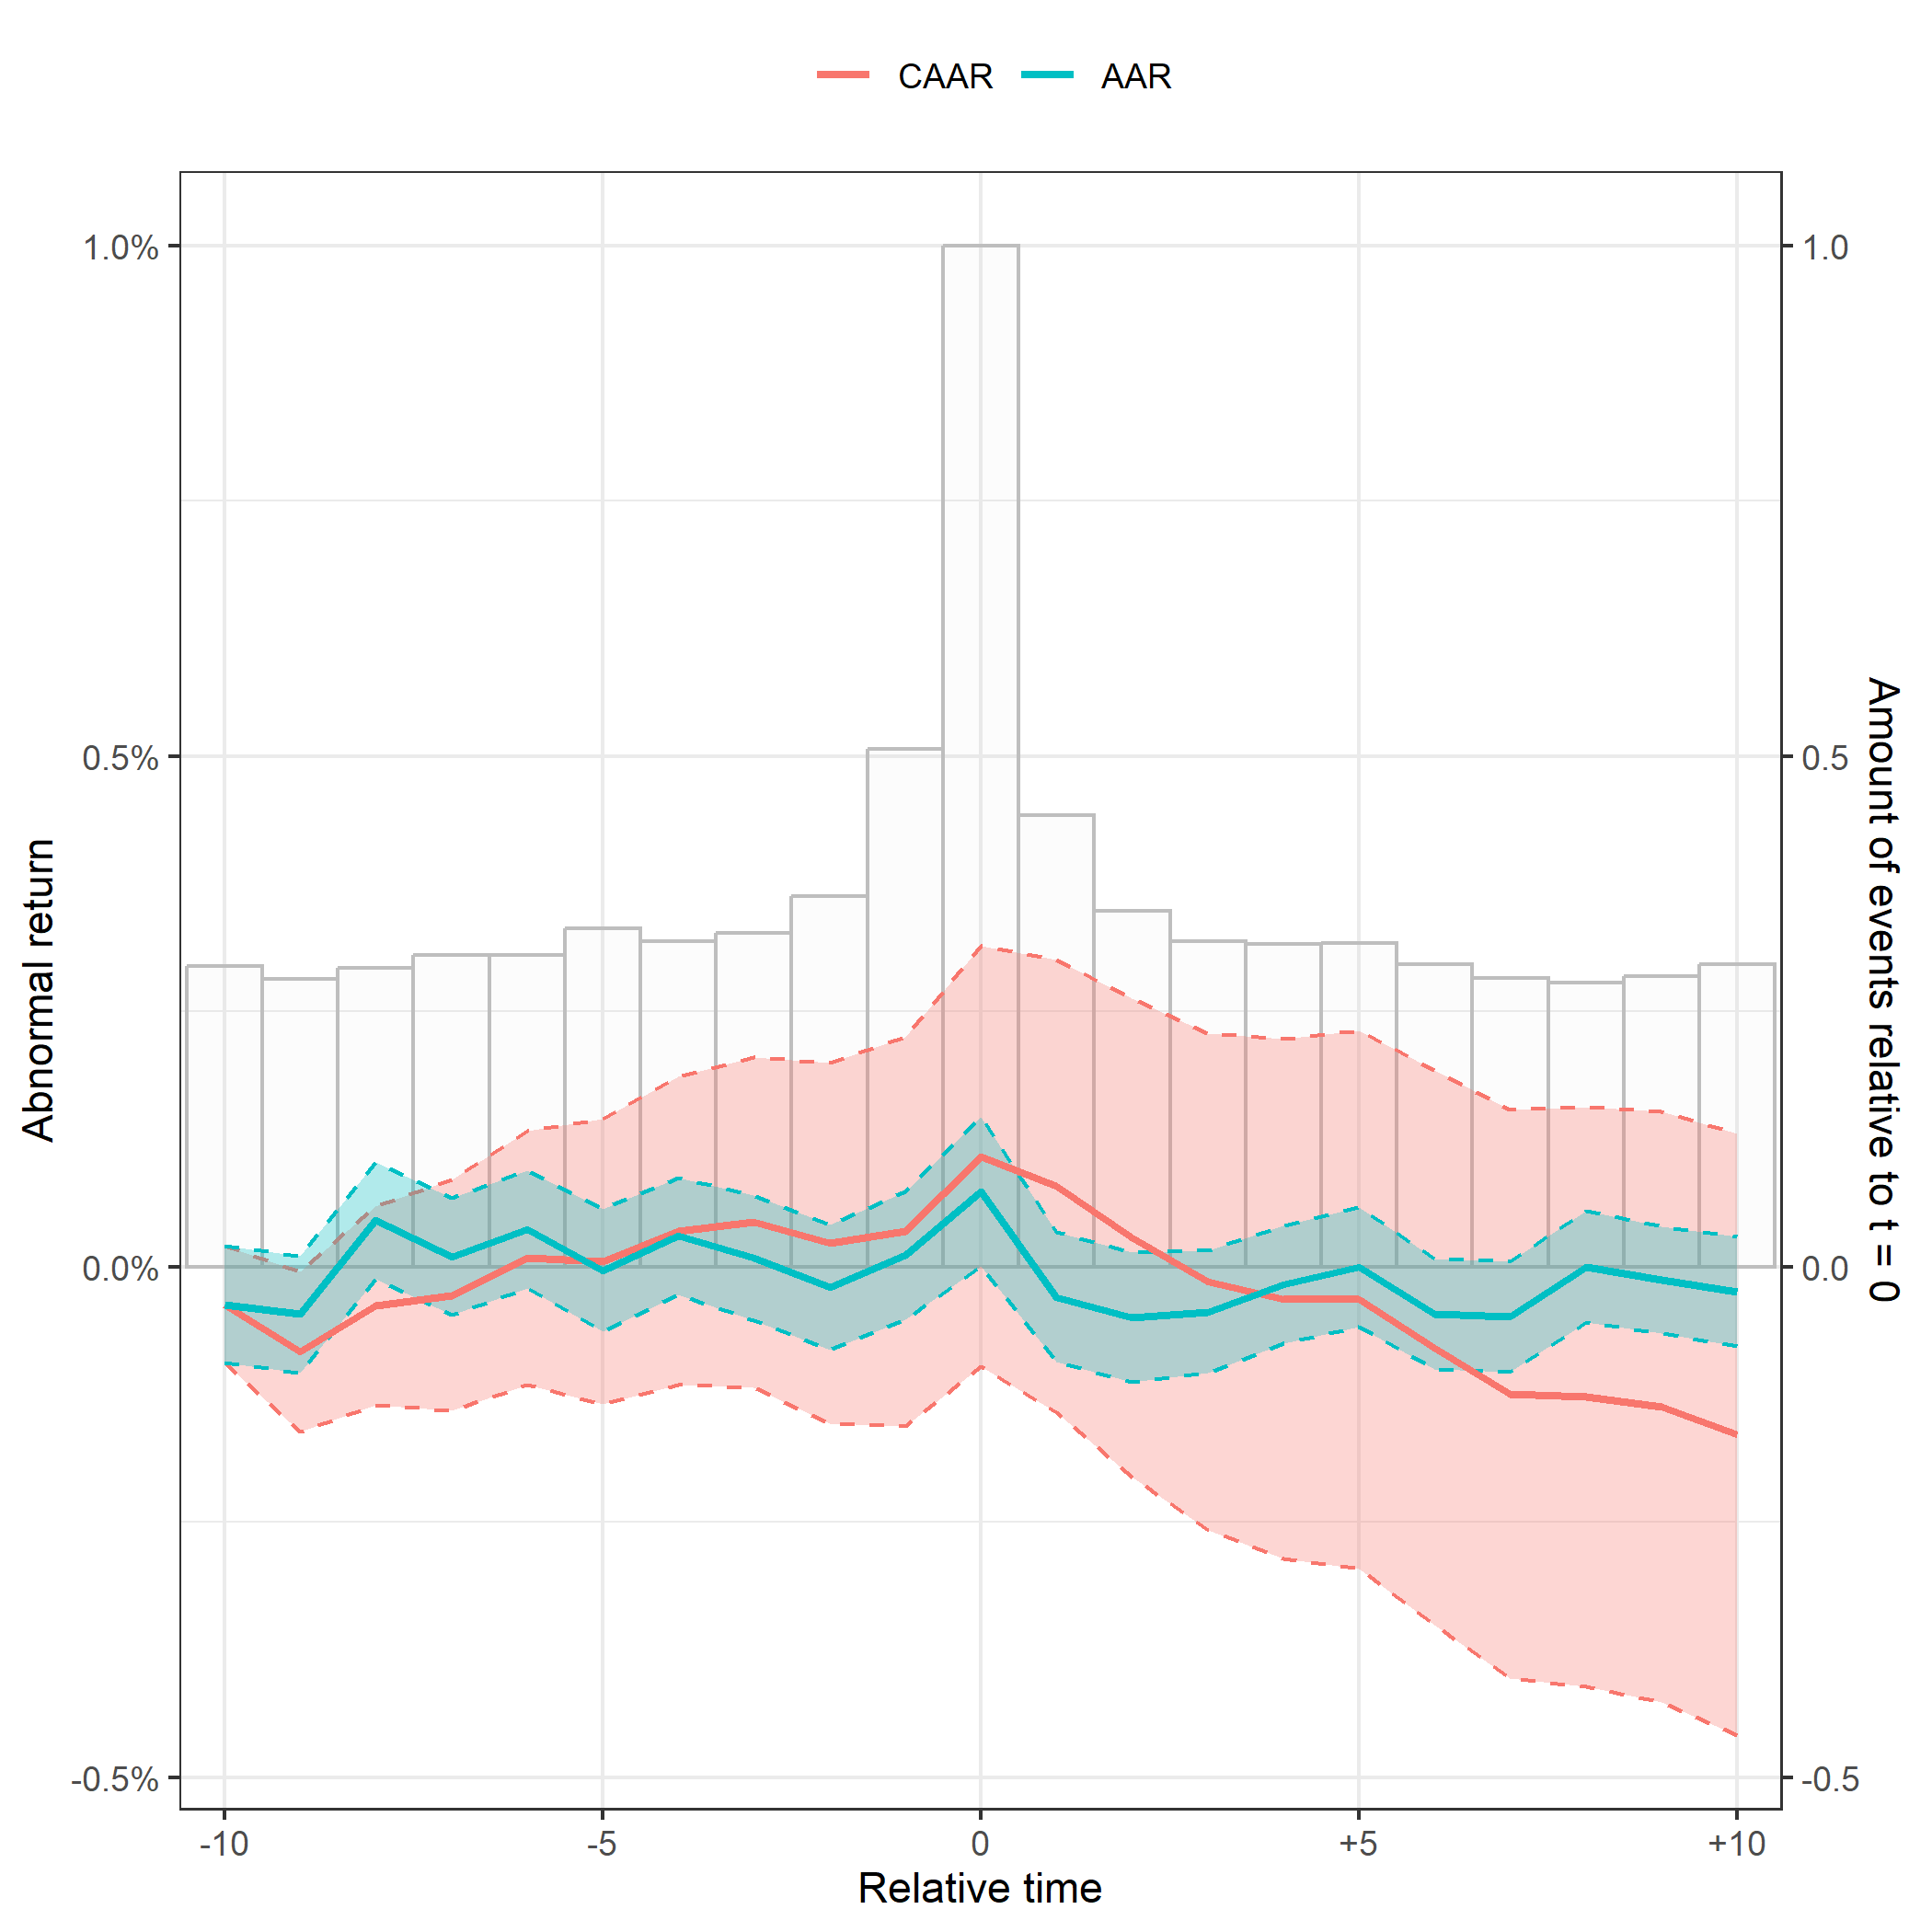 CAAR AAR
1.0%
0.5%
0.0%
-0.5%
Abnormal return
1.0
0.5
0.0
-0.5
Amount of events relative to t = 0
-10 -5 0 +5 +10
Relative time